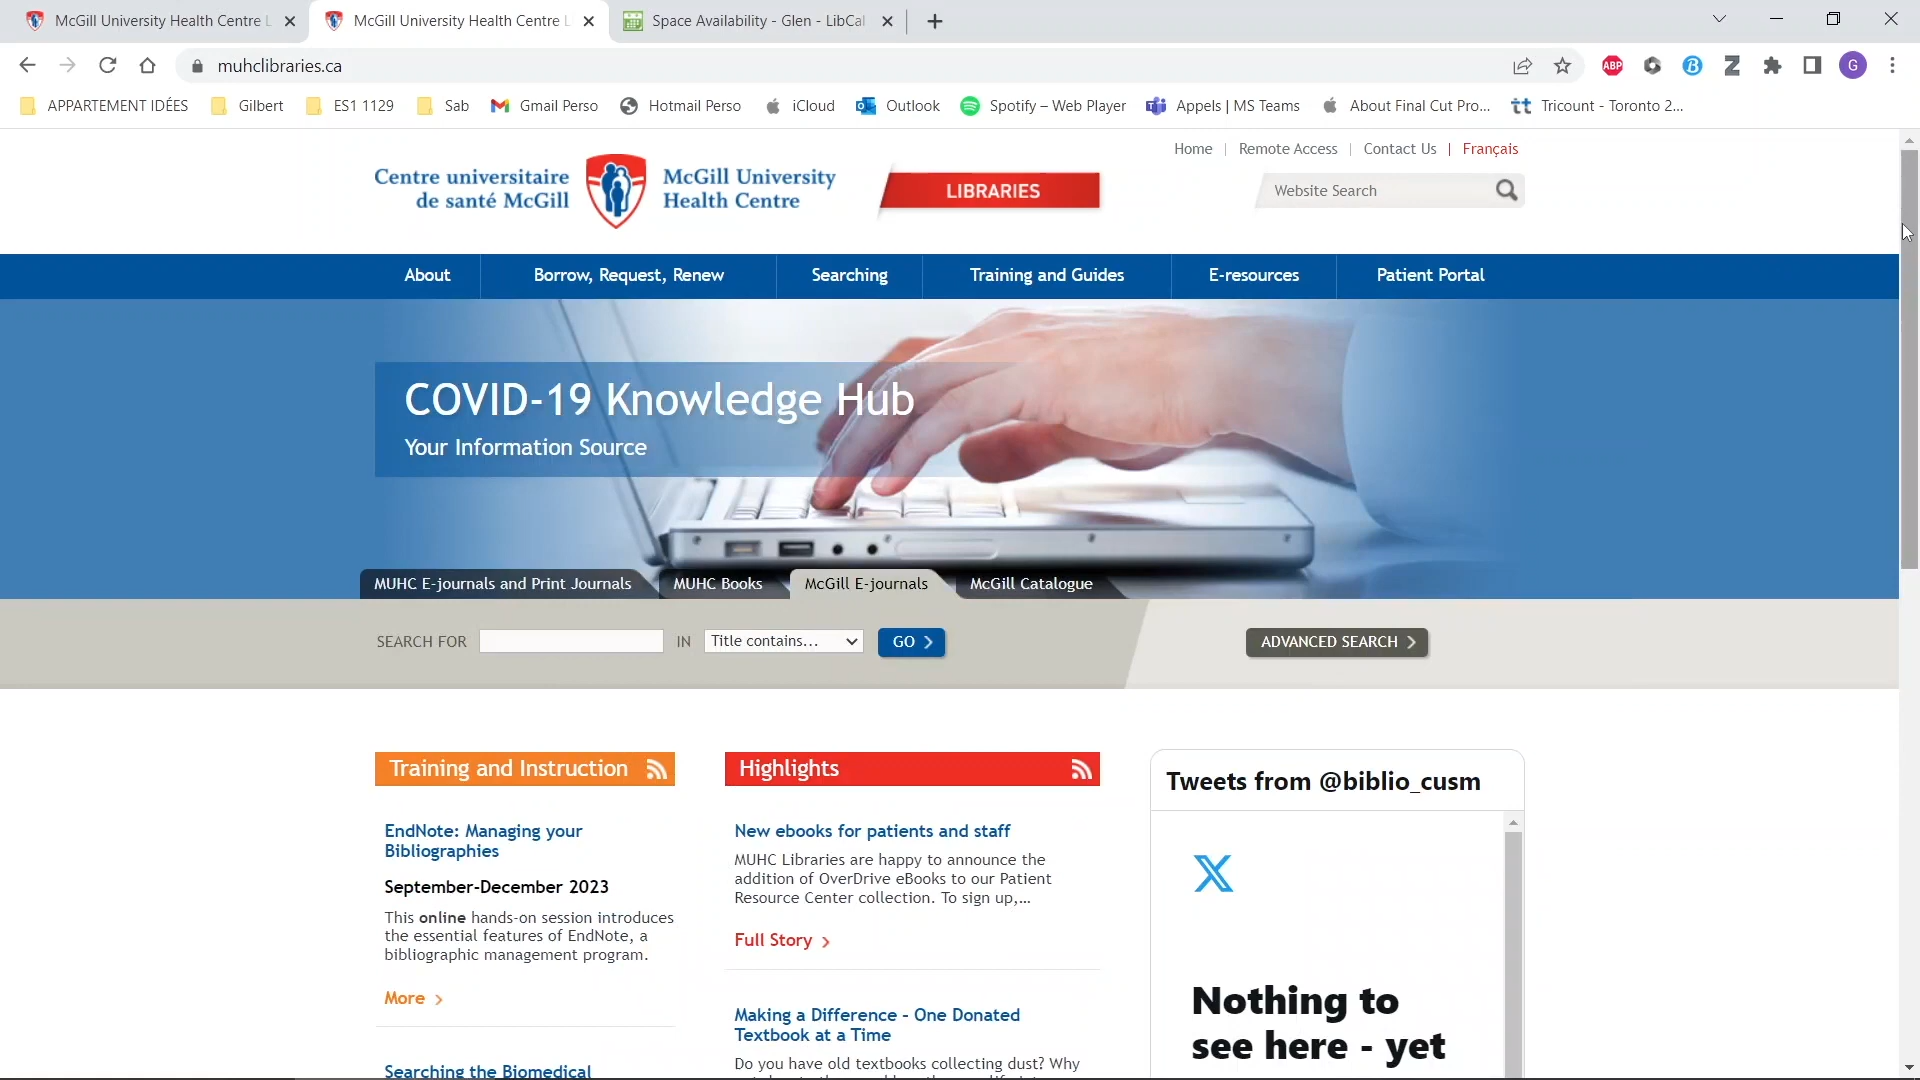 McGill University Health Centre L
McGill University Health Centre L
Space Availability - Glen - LibCal
muhclibraries.ca
ABP
G
APPARTEMENT IDÉES
Gilbert
ES1 1129
Sab
Gmail Perso
Hotmail Perso
iCloud
Outlook
Spotify – Web Player
Appels | MS Teams
About Final Cut Pro...
Tricount - Toronto 2...
Home | Remote Access | Contact Us | Français
Centre universitaire
de santé McGill
McGill University
Health Centre
LIBRARIES
Website Search
About
Borrow, Request, Renew
Searching
Training and Guides
E-resources
Patient Portal
COVID-19 Knowledge Hub
Your Information Source
MUHC E-journals and Print Journals
MUHC Books
McGill E-journals
McGill Catalogue
SEARCH FOR
IN
Title contains...
GO
ADVANCED SEARCH
Training and Instruction
EndNote: Managing your
Bibliographies
September-December 2023
This online hands-on session introduces
the essential features of EndNote, a
bibliographic management program.
More
Searching the Biomedical
Highlights
New ebooks for patients and staff
MUHC Libraries are happy to announce the
addition of OverDrive eBooks to our Patient
Resource Center collection. To sign up,...
Full Story
Making a Difference - One Donated
Textbook at a Time
Do you have old textbooks collecting dust? Why
Tweets from @biblio_cusm
Nothing to
see here - yet